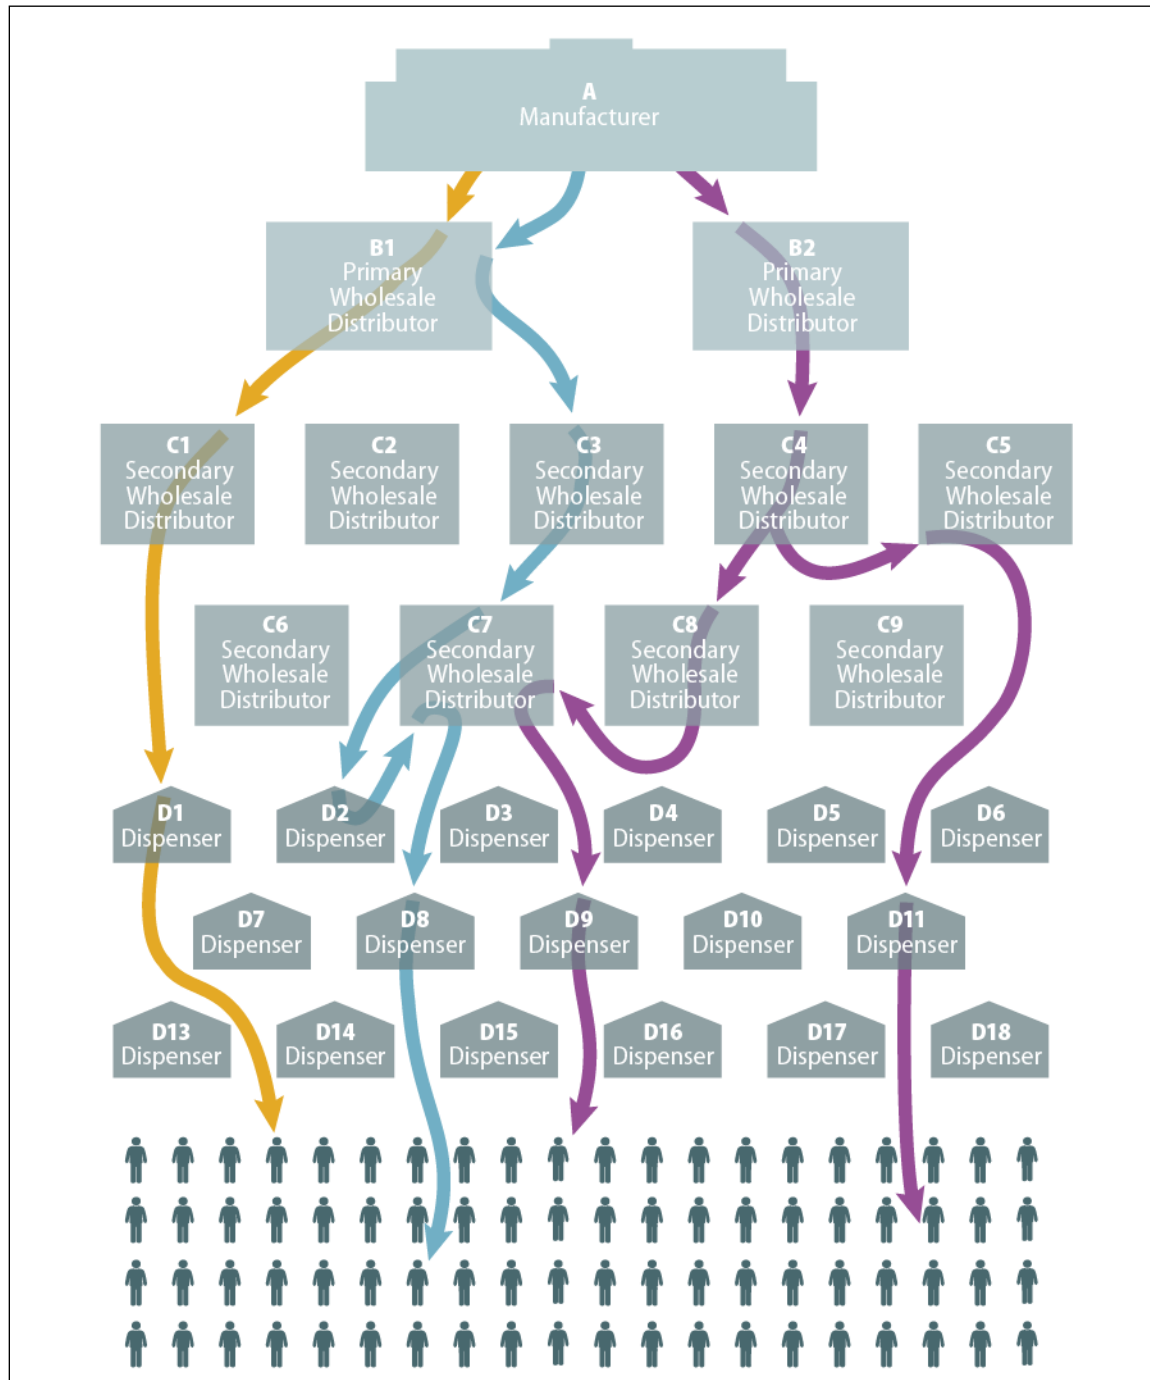 A
Manufacturer
B1
Primary
Wholesale
Distributor
B2
Primary
Wholesale
Distributor
C1
Secondary
Wholesale
Distributor
C2
Secondary
Wholesale
Distributor
C3
Secondary
Wholesale
Distributor
C4
Secondary
Wholesale
Distributor
C5
Secondary
Wholesale
Distributor
C6
Secondary
Wholesale
Distributor
C7
Secondary
Wholesale
Distributor
C8
Secondary
Wholesale
Distributor
C9
Secondary
Wholesale
Distributor
D1
Dispenser
D2
Dispenser
D3
Dispenser
D4
Dispenser
D5
Dispenser
D6
Dispenser
D7
Dispenser
D8
Dispenser
D9
Dispenser
D10
Dispenser
D11
Dispenser
D13
Dispenser
D14
Dispenser
D15
Dispenser
D16
Dispenser
D17
Dispenser
D18
Dispenser